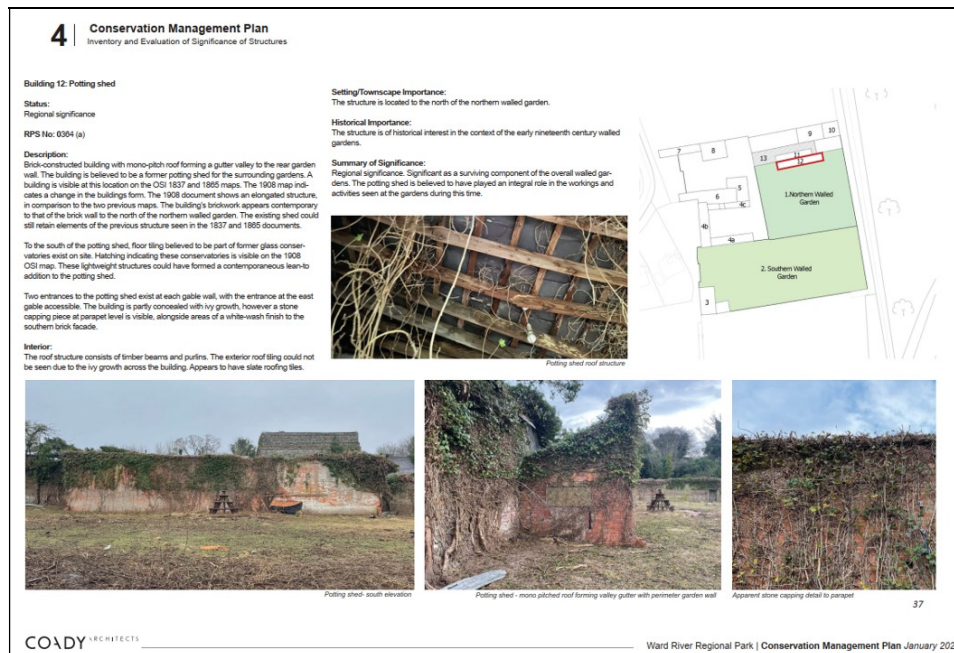 4
Conservation Management Plan
Inventory and Evaluation of Significance of Structures
Building 12: Potting shed
Status:
Regional significance
RPS No: 0364 (a)
Description:
Brick-constructed building with mono-pitch roof forming a gutter valley to the rear garden
wall. The building is believed to be a former potting shed for the surrounding gardens. A
building is visible at this location on the OSI 1837 and 1865 maps. The 1908 map indi-
cates a change in the buildings form. The 1908 document shows an elongated structure,
in comparison to the two previous maps. The building's brickwork appears contemporary
to that of the brick wall to the north of the northern walled garden. The existing shed could
still retain elements of the previous structure seen in the 1837 and 1865 documents.
To the south of the potting shed, floor tiling believed to be part of former glass conser-
vatories exist on site. Hatching indicating these conservatories is visible on the 1908
OSI map. These lightweight structures could have formed a contemporaneous lean-to
addition to the potting shed.
Two entrances to the potting shed exist at each gable wall, with the entrance at the east
gable accessible. The building is partly concealed with ivy growth, however a stone
capping piece at parapet level is visible, alongside areas of a white-wash finish to the
southern brick facade.
Interior:
The roof structure consists of timber beams and purlins. The exterior roof tiling could not
be seen due to the ivy growth across the building. Appears to have slate roofing tiles.
Setting/Townscape Importance:
The structure is located to the north of the northern walled garden.
Historical Importance:
The structure is of historical interest in the context of the early nineteenth century walled
gardens.
Summary of Significance:
Regional significance. Significant as a surviving component of the overall walled gar-
dens. The potting shed is believed to have played an integral role in the workings and
activities seen at the gardens during this time.
Potting shed roof structure
7
8
9
10
11
13
12
5
6
4c
4b
4a
3
1.Northern Walled
Garden
2. Southern Walled
Garden
Potting shed- south elevation
Potting shed - mono pitched roof forming valley gutter with perimeter garden wall
Apparent stone capping detail to parapet
37
COADY ARCHITECTS
Ward River Regional Park | Conservation Management Plan January 202